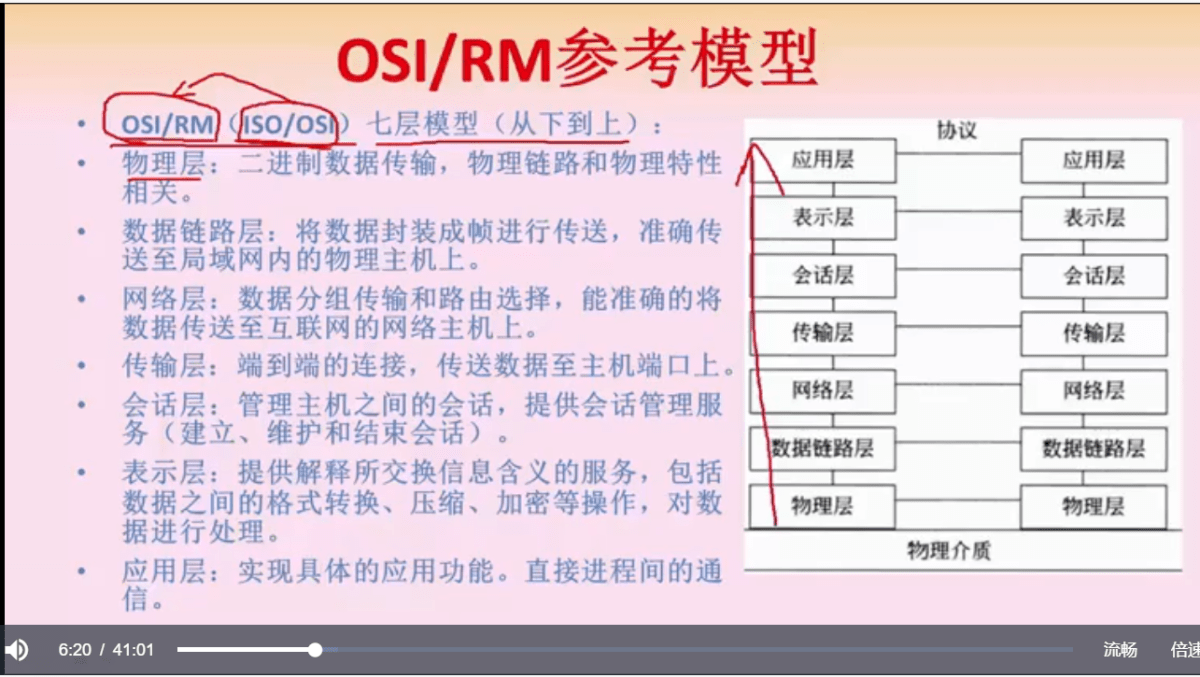 OSI/RM参考模型
• OSI/RM（ISO/OSI）七层模型（从下到上）：
• 物理层：二进制数据传输，物理链路和物理特性
相关。
• 数据链路层：将数据封装成帧进行传送，准确传
送至局域网内的物理主机上。
• 网络层：数据分组传输和路由选择，能准确的将
数据传送至互联网的网络主机上。
• 传输层：端到端的连接，传送数据至主机端口上。
• 会话层：管理主机之间的会话，提供会话管理服
务（建立、维护和结束会话）。
• 表示层：提供解释所交换信息含义的服务，包括
数据之间的格式转换、压缩、加密等操作，对数
据进行处理。
• 应用层：实现具体的应用功能。直接进程间的通
信。
协议
应用层 应用层
表示层 表示层
会话层 会话层
传输层 传输层
网络层 网络层
数据链路层 数据链路层
物理层 物理层
物理介质
6:20 / 41:01 流畅 倍速